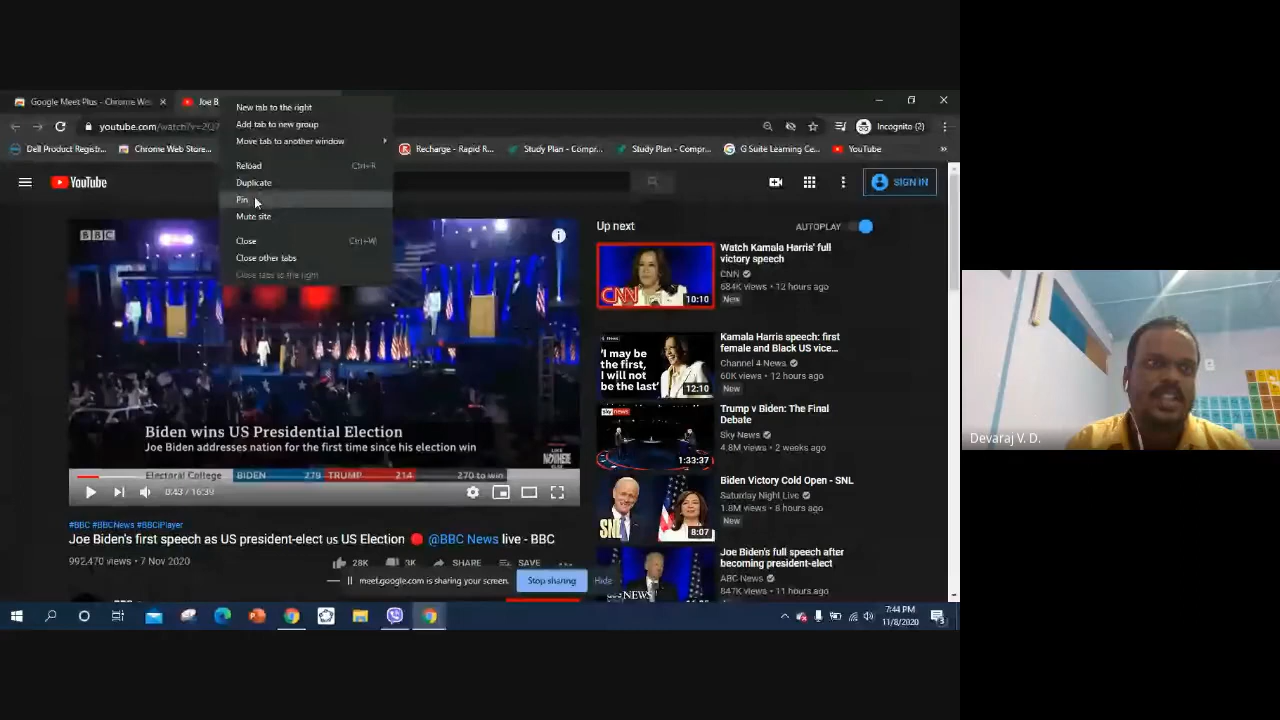 Google Meet Plus - Chrome We
Joe B
New tab to the right
Add tab to new group
Move tab to another window
Reload Ctrl+R
Duplicate
Pin
Mute site
Close Ctrl+W
Close other tabs
Close tabs to the right
youtube.com/watch?v=
Incognito (2)
Dell Product Registr...
Chrome Web Store...
Recharge - Rapid R...
Study Plan - Compr...
Study Plan - Compr...
G Suite Learning Ce...
YouTube
»
YouTube
SIGN IN
BBC
Biden wins US Presidential Election
Joe Biden addresses nation for the first time since his election win
Electoral College BIDEN 279 TRUMP 214 270 to win
0:43 / 16:39
#BBC #BBCNews #BBCiPlayer
Joe Biden's first speech as US president-elect us US Election 🔴 @BBC News live - BBC
992,470 views • 7 Nov 2020
28K 3K SHARE SAVE
meet.google.com is sharing your screen. Stop sharing Hide
Up next AUTOPLAY
CNN
10:10
Watch Kamala Harris' full
victory speech
CNN
684K views • 12 hours ago
New
'I may be
the first,
I will not
be the last'
12:10
Kamala Harris speech: first
female and Black US vice...
Channel 4 News
60K views • 12 hours ago
New
sky news
1:33:37
Trump v Biden: The Final
Debate
Sky News
4.8M views • 2 weeks ago
SNL
8:07
Biden Victory Cold Open - SNL
Saturday Night Live
1.8M views • 8 hours ago
New
NEWS
Joe Biden's full speech after
becoming president-elect
ABC News
847K views • 11 hours ago
7:44 PM
11/8/2020
3
Devaraj V. D.